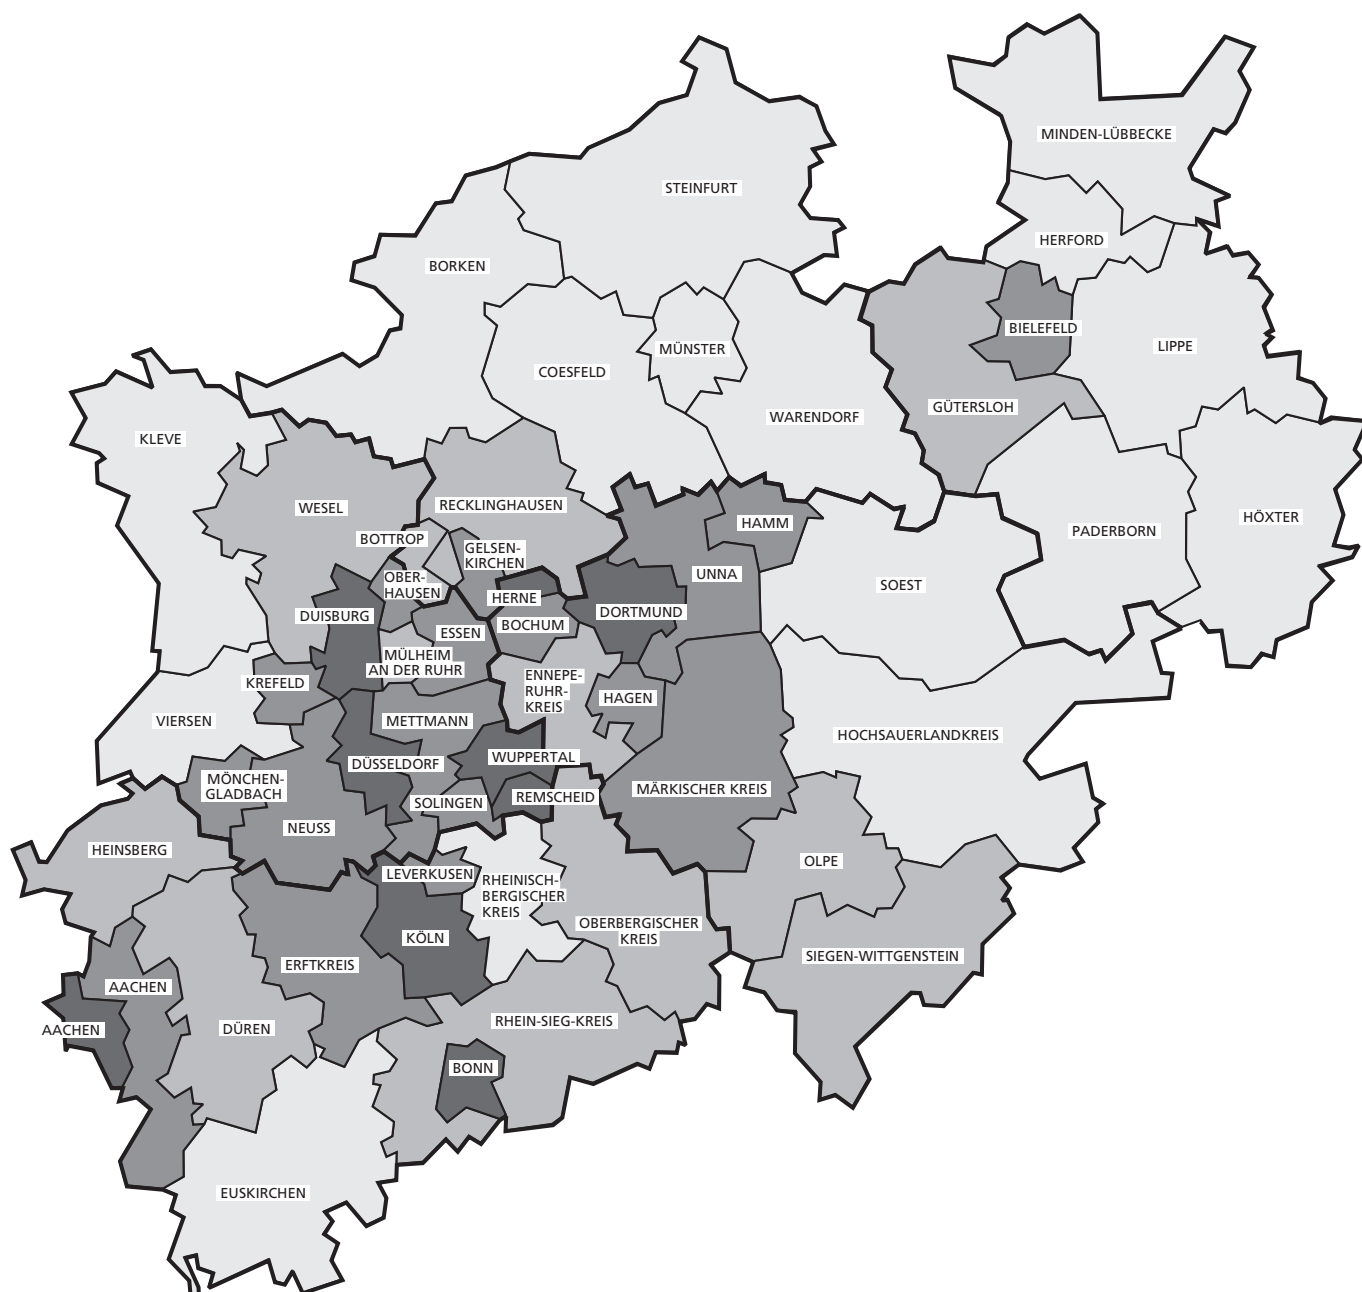 MINDEN-LÜBBECKE
STEINFURT
HERFORD
BORKEN
BIELEFELD
LIPPE
MÜNSTER
COESFELD
GÜTERSLOH
WARENDORF
KLEVE
RECKLINGHAUSEN
WESEL
HÖXTER
HAMM
PADERBORN
BOTTROP
GELSEN-
KIRCHEN
UNNA
OBER-
HAUSEN
SOEST
HERNE
DORTMUND
DUISBURG
BOCHUM
ESSEN
MÜLHEIM
AN DER RUHR
ENNEPE-
RUHR-
KREIS
KREFELD
HAGEN
VIERSEN
METTMANN
HOCHSAUERLANDKREIS
WUPPERTAL
DÜSSELDORF
MÖNCHEN-
GLADBACH
MÄRKISCHER KREIS
REMSCHEID
SOLINGEN
NEUSS
HEINSBERG
OLPE
LEVERKUSEN
RHEINISCH-
BERGISCHER
KREIS
OBERBERGISCHER
KREIS
KÖLN
SIEGEN-WITTGENSTEIN
ERFTKREIS
AACHEN
RHEIN-SIEG-KREIS
AACHEN
DÜREN
BONN
EUSKIRCHEN